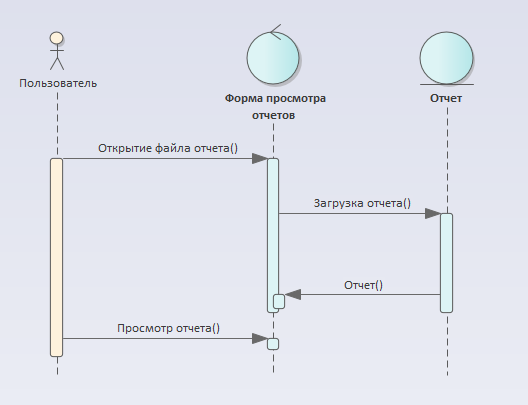 Пользователь
Форма просмотра
отчетов
Отчет
Открытие файла отчета()
Загрузка отчета()
Отчет()
Просмотр отчета()